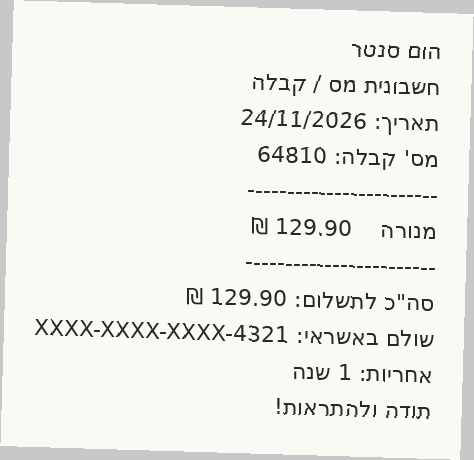 הום סנטר
חשבונית מס / קבלה
תאריך: 24/11/2026
מס' קבלה: 64810
------------------------
מנורה    129.90 ₪
------------------------
סה"כ לתשלום: 129.90 ₪
שולם באשראי: XXXX-XXXX-XXXX-4321
אחריות: 1 שנה
תודה ולהתראות!